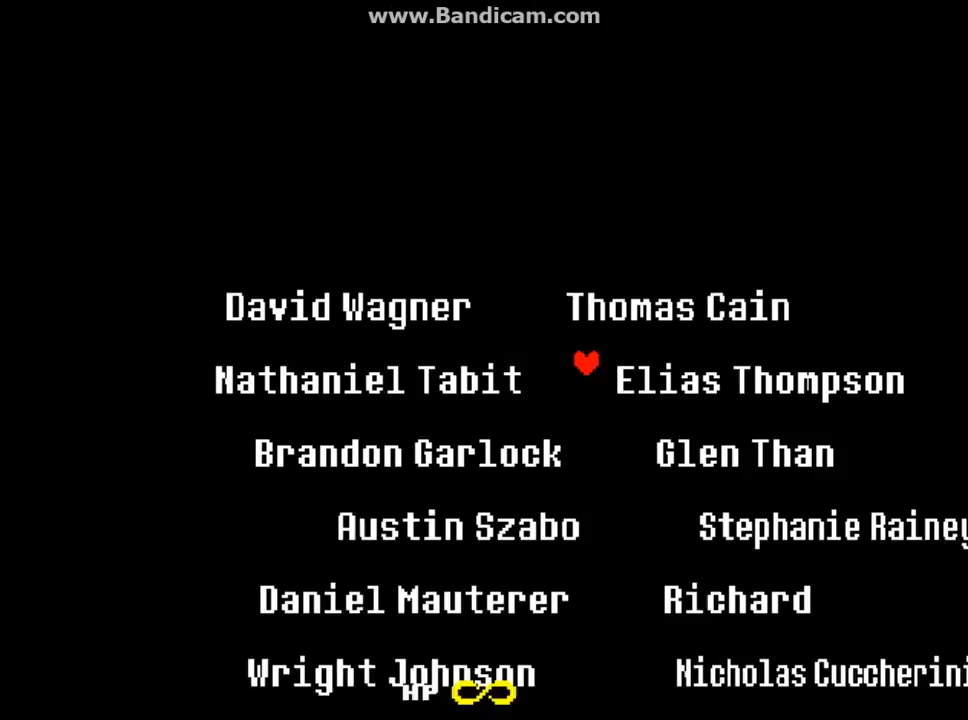 www.Bandicam.com
David Wagner Thomas Cain
Nathaniel Tabit Elias Thompson
Brandon Garlock Glen Than
Austin Szabo Stephanie Rainey
Daniel Mauterer Richard
Wright Johnson Nicholas Cuccherini
HP ∞